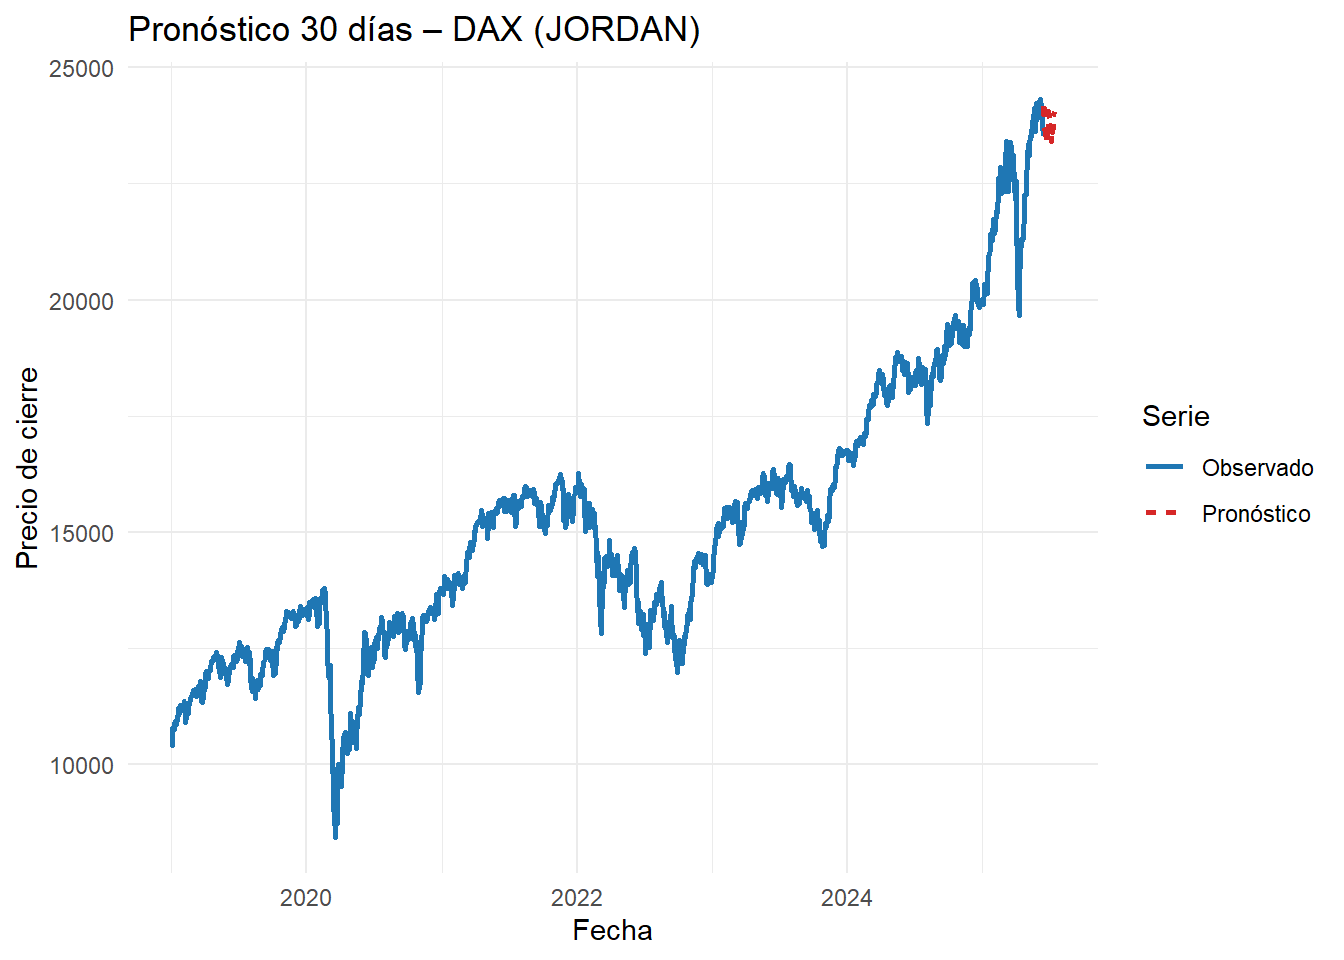 Pronóstico 30 días – DAX (JORDAN)
25000
20000
15000
10000
Precio de cierre
2020
2022
2024
Fecha
Serie
Observado
Pronóstico